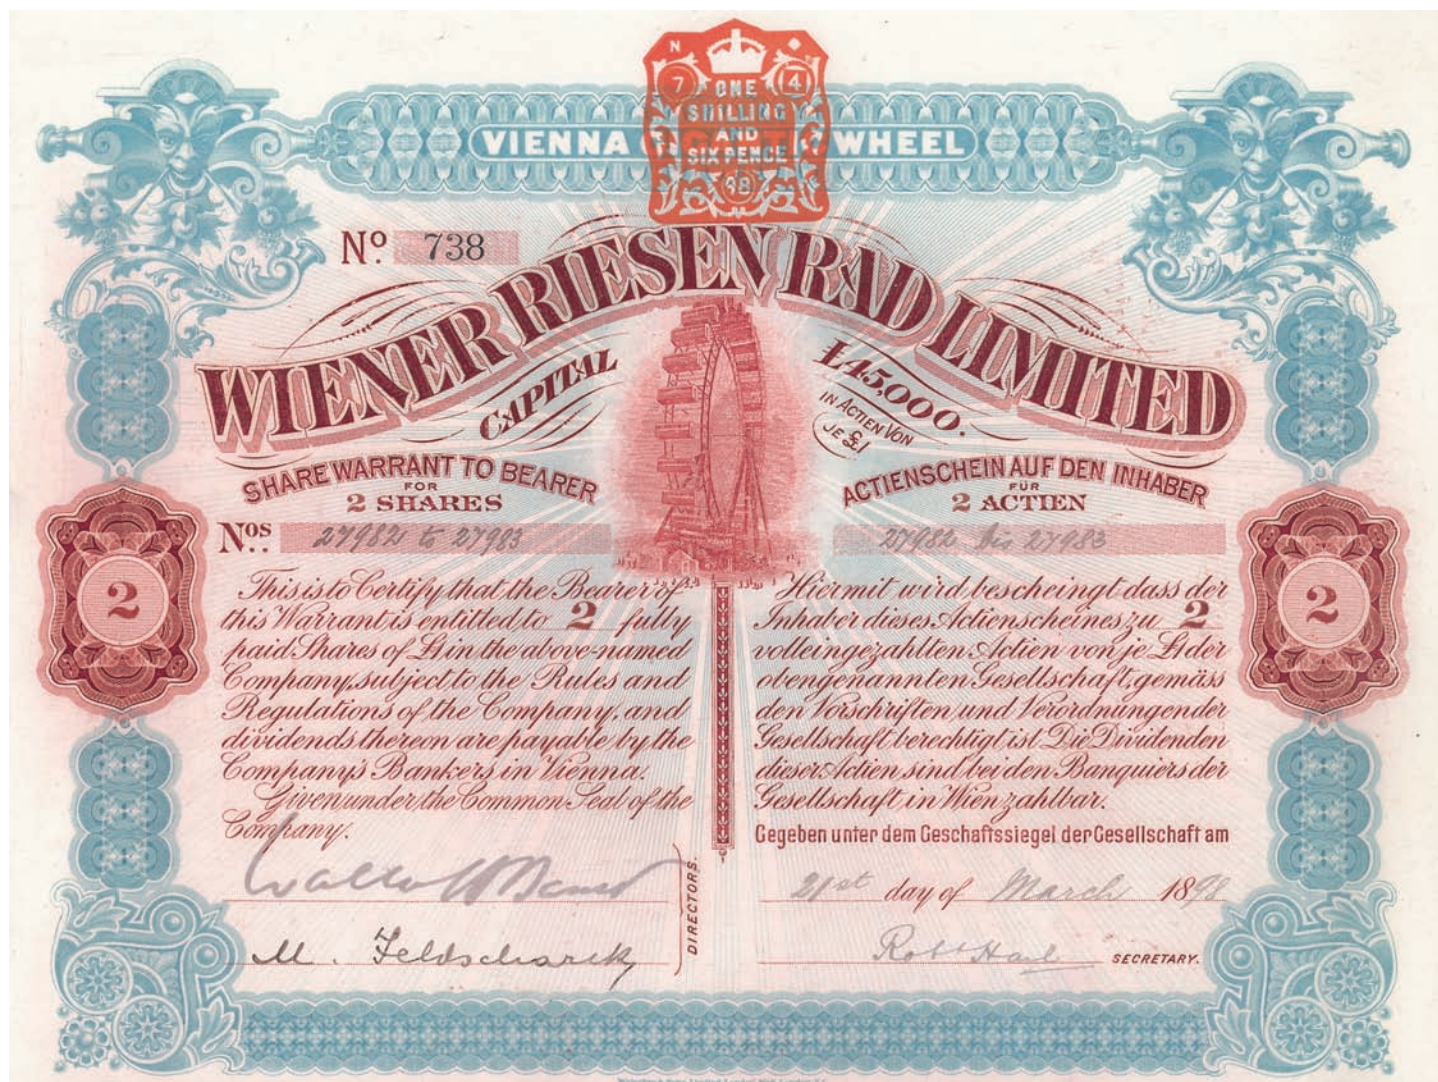 N 7 4
ONE
SHILLING
AND
SIX PENCE
VIENNA WHEEL
Nº 738
WIENER RIESEN RAD LIMITED
CAPITAL £45,000.
IN ACTIEN VON
JE £1
SHARE WARRANT TO BEARER
FOR
2 SHARES
Nos. 27982 to 27983
ACTIENSCHEIN AUF DEN INHABER
FÜR
2 ACTIEN
27982 bis 27983
2
This is to Certify that the Bearer of
this Warrant is entitled to 2 fully
paid Shares of £1 in the above-named
Company, subject to the Rules and
Regulations of the Company, and
dividends thereon are payable by the
Company's Bankers in Vienna.
Given under the Common Seal of the
Company.
Hiermit wird bescheingt dass der
Inhaber dieses Actienscheines zu 2
volleingezahlten Actien von je £1 der
obengenannten Gesellschaft, gemäss
den Vorschriften und Verordnungen der
Gesellschaft berechtigt ist. Die Dividenden
dieser Actien sind bei den Banquiers der
Gesellschaft in Wien zahlbar.
Gegeben unter dem Geschaftssiegel der Gesellschaft am
2
M. Feldscharek
DIRECTORS.
21st day of March 1898
SECRETARY.